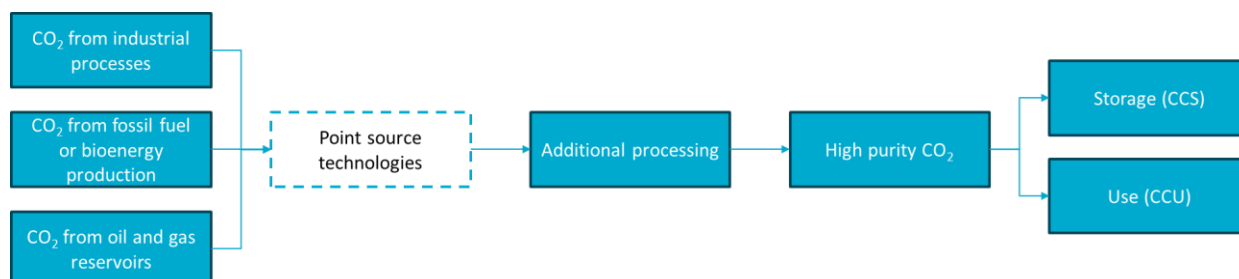 CO₂ from industrial
processes
CO₂ from fossil fuel
or bioenergy
production
CO₂ from oil and gas
reservoirs
Point source
technologies
Additional processing
High purity CO₂
Storage (CCS)
Use (CCU)